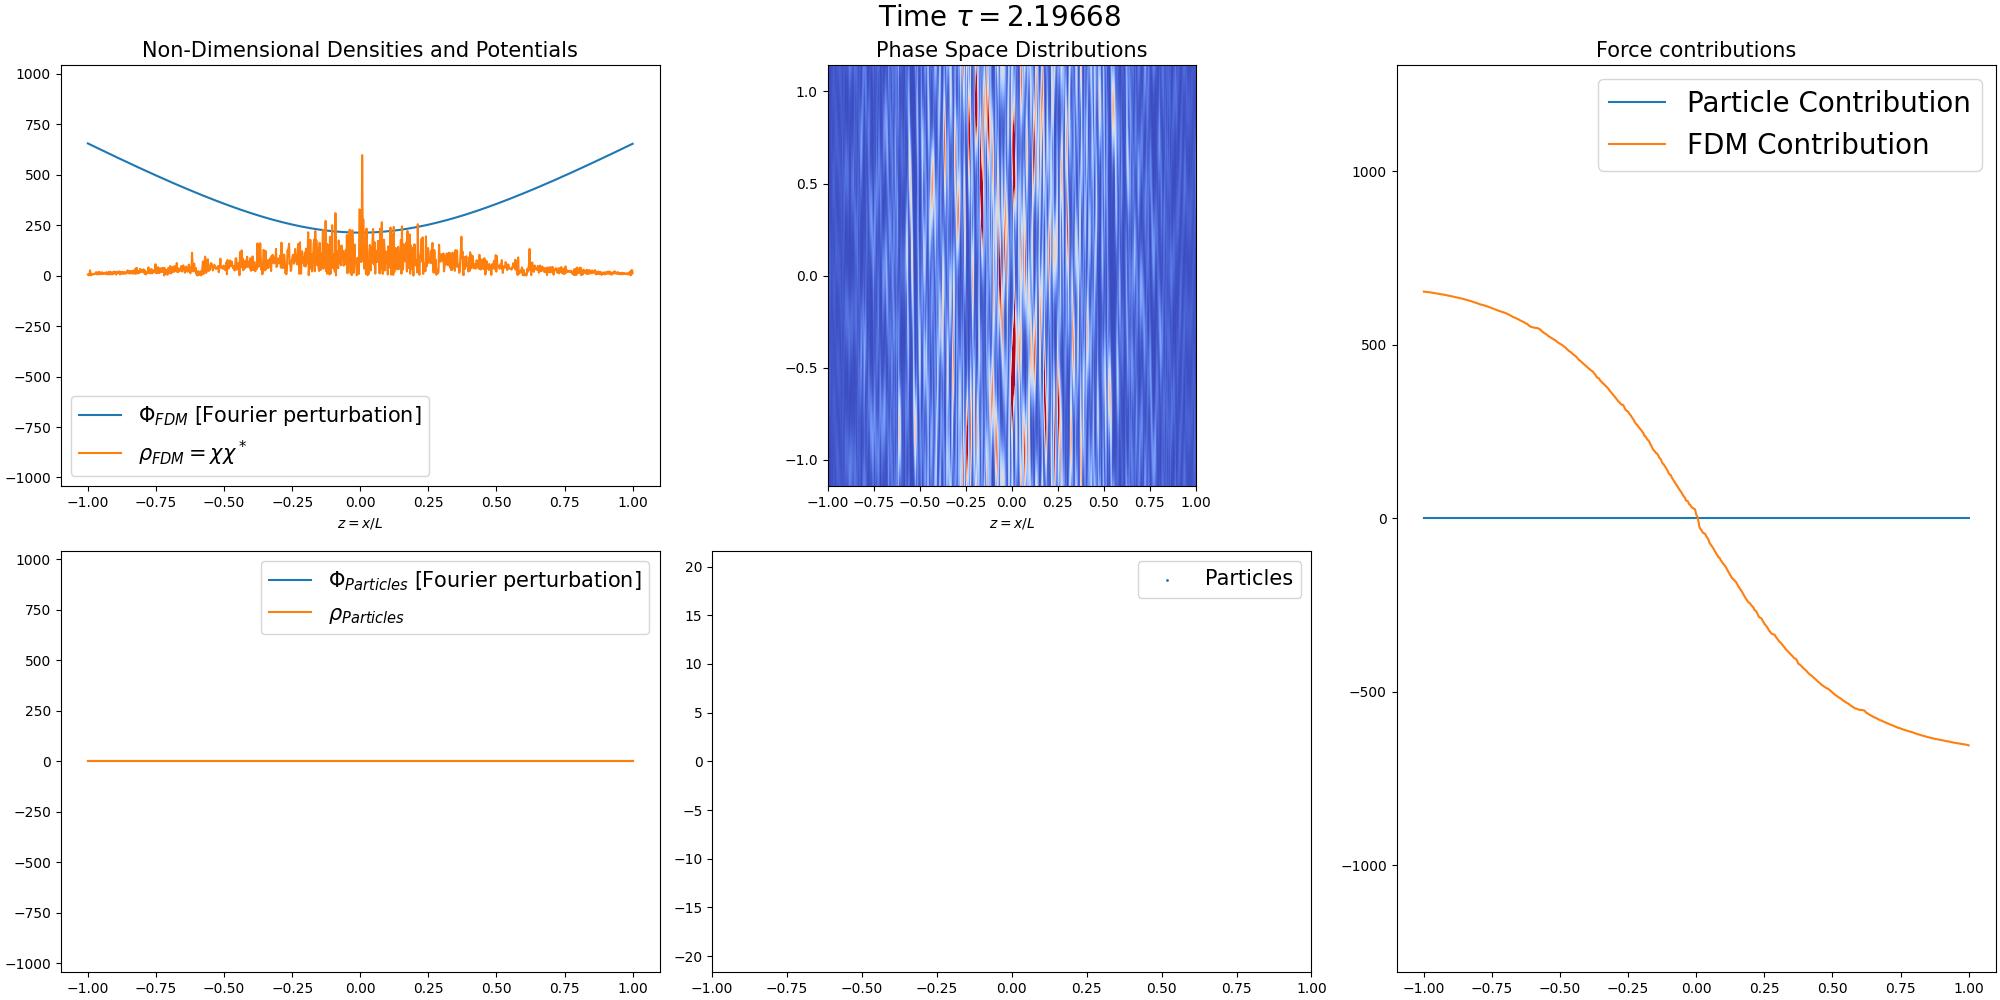 Time τ = 2.19668
Non-Dimensional Densities and Potentials
1000
750
500
250
0
−250
−500
−750
−1000
Φ_FDM [Fourier perturbation]
ρ_FDM = χχ*
−1.00 −0.75 −0.50 −0.25 0.00 0.25 0.50 0.75 1.00
z = x/L
Phase Space Distributions
1.0
0.5
0.0
−0.5
−1.0
−1.00 −0.75 −0.50 −0.25 0.00 0.25 0.50 0.75 1.00
z = x/L
Force contributions
Particle Contribution
FDM Contribution
1000
500
0
−500
−1000
−1.00 −0.75 −0.50 −0.25 0.00 0.25 0.50 0.75 1.00
1000
750
500
250
0
−250
−500
−750
−1000
Φ_Particles [Fourier perturbation]
ρ_Particles
−1.00 −0.75 −0.50 −0.25 0.00 0.25 0.50 0.75 1.00
20
15
10
5
0
−5
−10
−15
−20
Particles
−1.00 −0.75 −0.50 −0.25 0.00 0.25 0.50 0.75 1.00